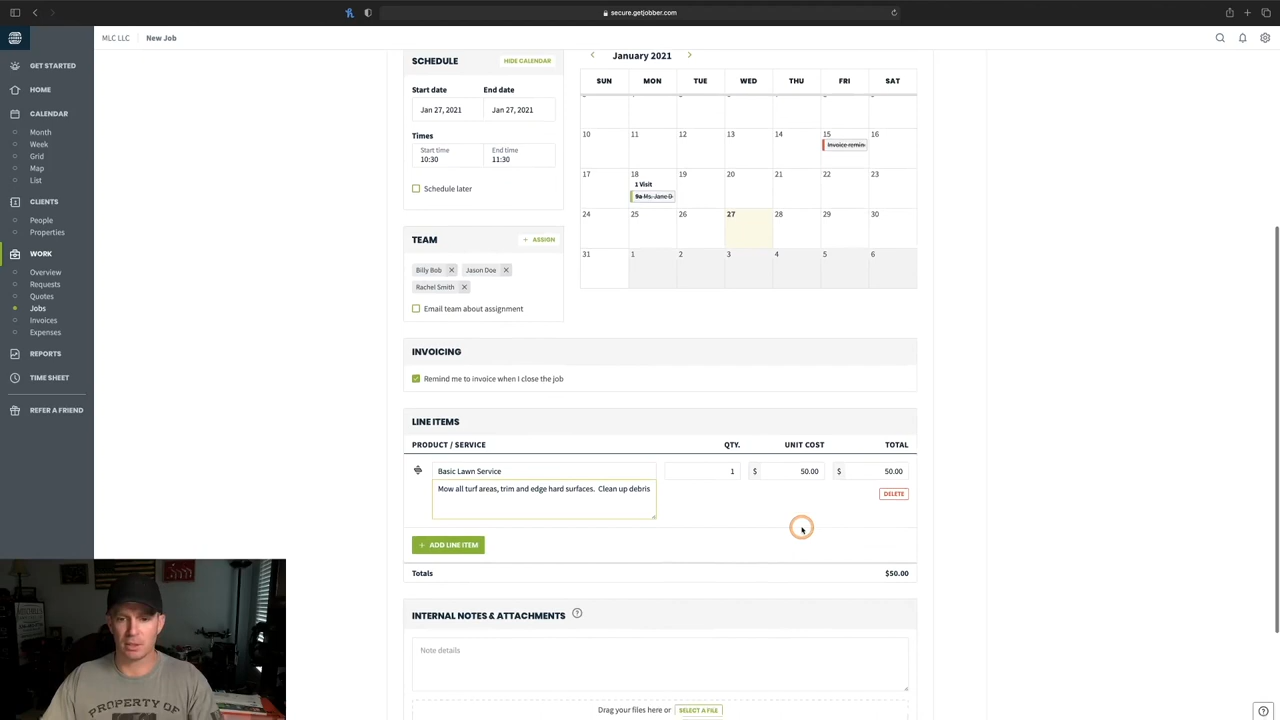 secure.getjobber.com
MLC LLC
New Job
GET STARTED
HOME
CALENDAR
Month
Week
Grid
Map
List
CLIENTS
People
Properties
WORK
Overview
Requests
Quotes
Jobs
Invoices
Expenses
REPORTS
TIME SHEET
REFER A FRIEND
SCHEDULE
HIDE CALENDAR
Start date
End date
Jan 27, 2021
Jan 27, 2021
Times
Start time
End time
10:30
11:30
Schedule later
TEAM
+ ASSIGN
Billy Bob
Jason Doe
Rachel Smith
Email team about assignment
January 2021
SUN MON TUE WED THU FRI SAT
10 11 12 13 14 15 16
Invoice remin
17 18 19 20 21 22 23
1 Visit
9a Ms. Jane D
24 25 26 27 28 29 30
31 1 2 3 4 5 6
INVOICING
Remind me to invoice when I close the job
LINE ITEMS
PRODUCT / SERVICE QTY. UNIT COST TOTAL
Basic Lawn Service 1 $ 50.00 $ 50.00
Mow all turf areas, trim and edge hard surfaces. Clean up debris
DELETE
+ ADD LINE ITEM
Totals $50.00
INTERNAL NOTES & ATTACHMENTS ?
Note details
Drag your files here or SELECT A FILE
PROPERTY OF